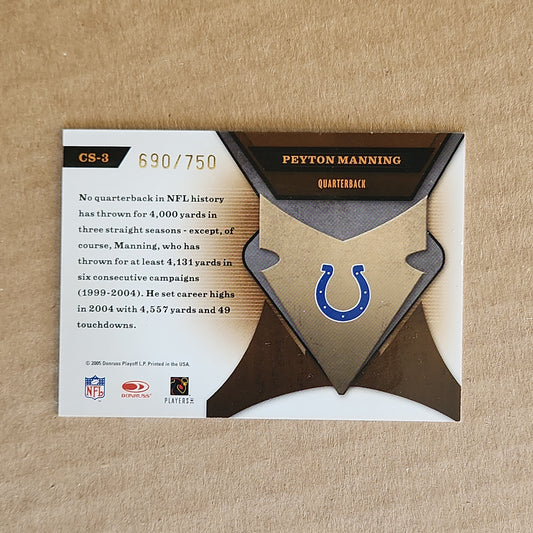 CS-3
690/750
PEYTON MANNING
QUARTERBACK
No quarterback in NFL history
has thrown for 4,000 yards in
three straight seasons - except, of
course, Manning, who has
thrown for at least 4,131 yards in
six consecutive campaigns
(1999-2004). He set career highs
in 2004 with 4,557 yards and 49
touchdowns.
© 2005 Donruss Playoff L.P. Printed in the USA.
NFL
DONRUSS
PLAYERS INC